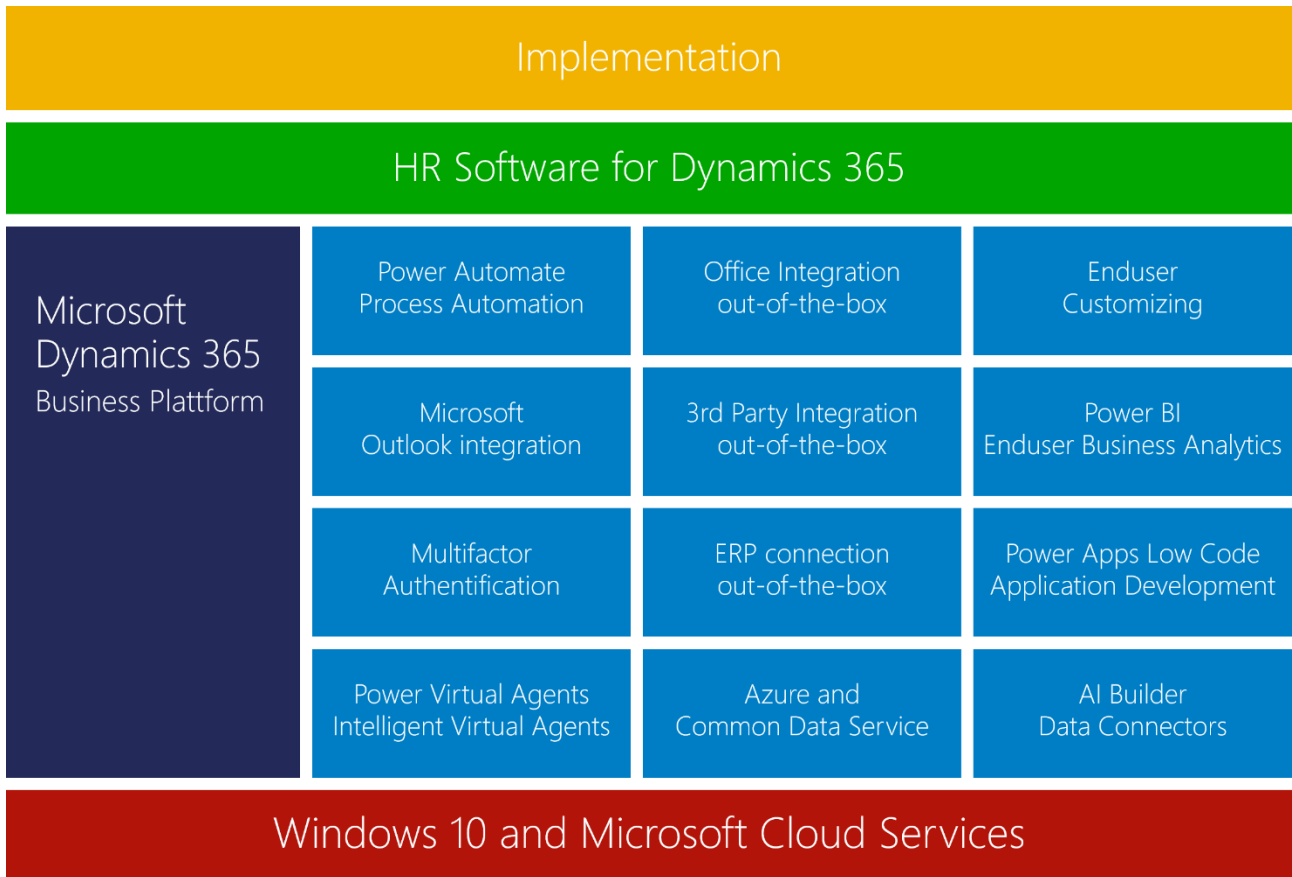 Implementation
HR Software for Dynamics 365
Microsoft
Dynamics 365
Business Plattform
Power Automate
Process Automation
Office Integration
out-of-the-box
Enduser
Customizing
Microsoft
Outlook integration
3rd Party Integration
out-of-the-box
Power BI
Enduser Business Analytics
Multifactor
Authentification
ERP connection
out-of-the-box
Power Apps Low Code
Application Development
Power Virtual Agents
Intelligent Virtual Agents
Azure and
Common Data Service
AI Builder
Data Connectors
Windows 10 and Microsoft Cloud Services